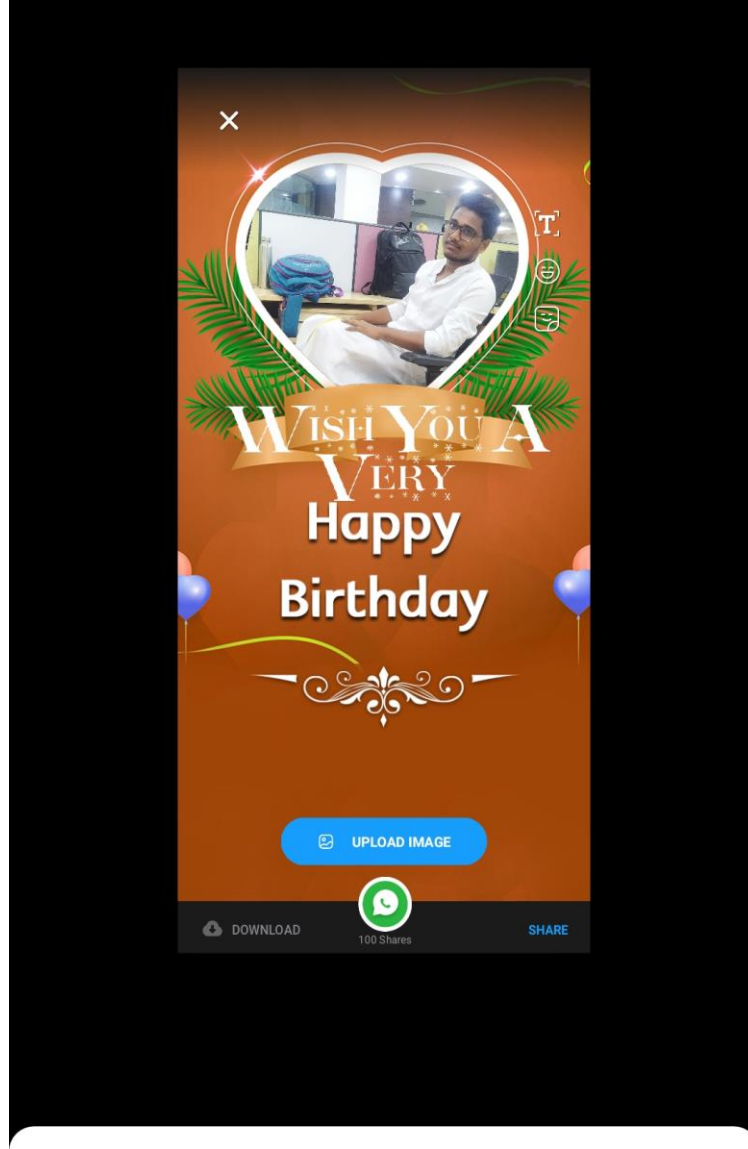 T
WISH YOU A
VERY
Happy
Birthday
UPLOAD IMAGE
DOWNLOAD
100 Shares
SHARE